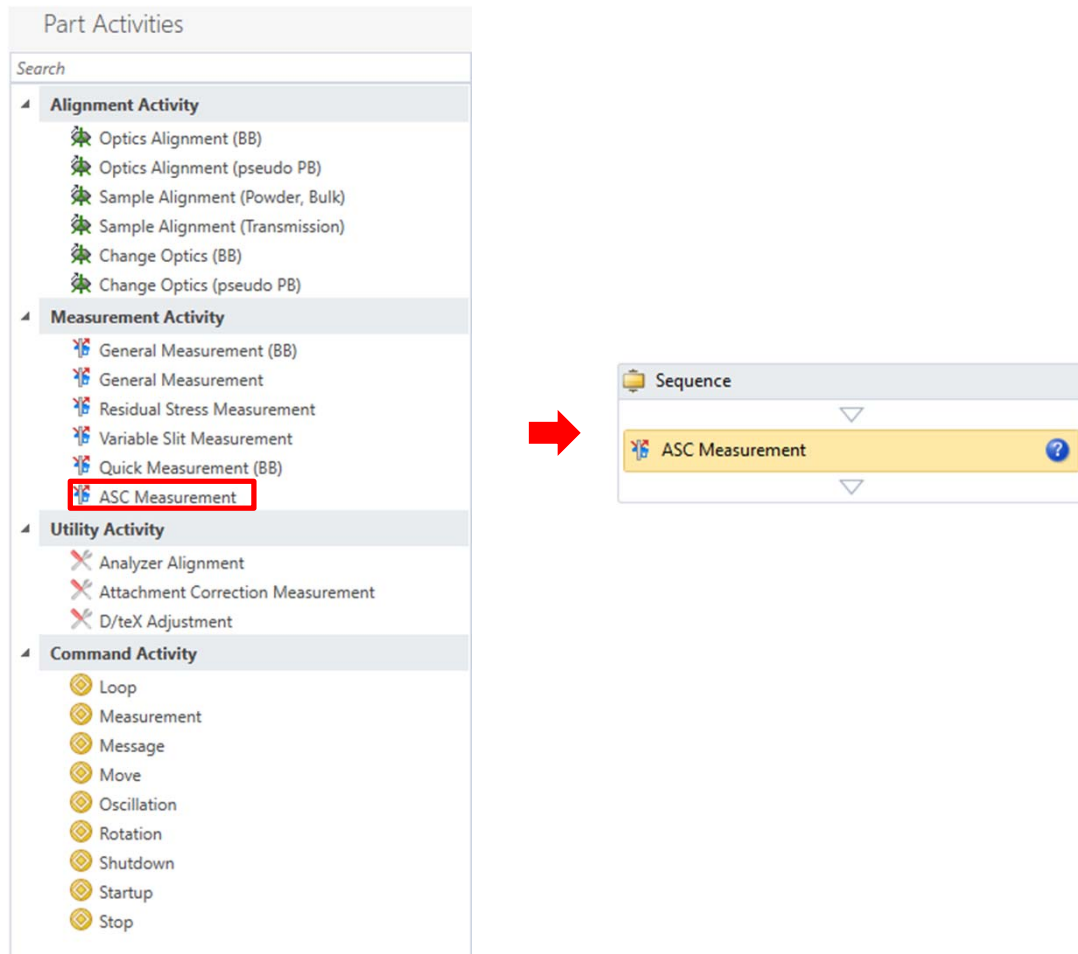 Part Activities
Search
Alignment Activity
Optics Alignment (BB)
Optics Alignment (pseudo PB)
Sample Alignment (Powder, Bulk)
Sample Alignment (Transmission)
Change Optics (BB)
Change Optics (pseudo PB)
Measurement Activity
General Measurement (BB)
General Measurement
Residual Stress Measurement
Variable Slit Measurement
Quick Measurement (BB)
ASC Measurement
Utility Activity
Analyzer Alignment
Attachment Correction Measurement
D/teX Adjustment
Command Activity
Loop
Measurement
Message
Move
Oscillation
Rotation
Shutdown
Startup
Stop
Sequence
ASC Measurement
?